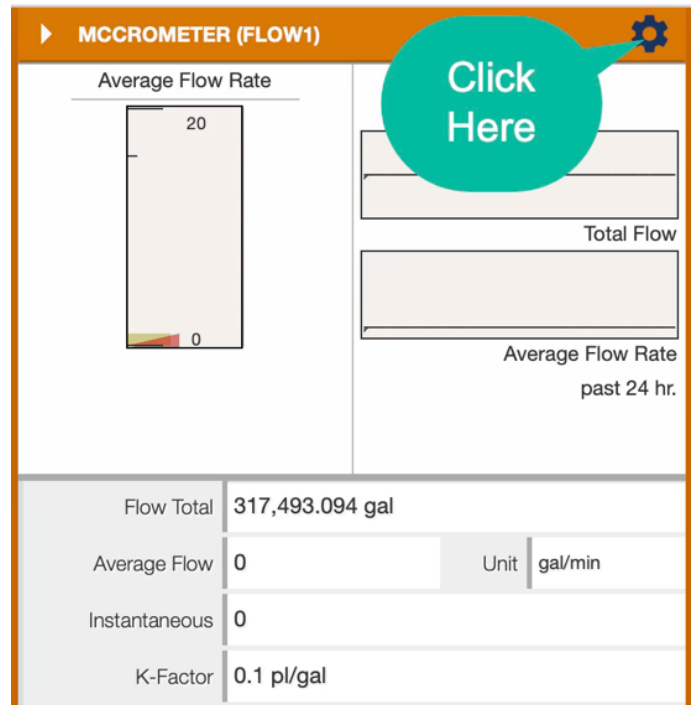 MCCROMETER (FLOW1)
Click
Here
Average Flow Rate
20
0
Total Flow
Average Flow Rate
past 24 hr.
Flow Total 317,493.094 gal
Average Flow 0 Unit gal/min
Instantaneous 0
K-Factor 0.1 pl/gal